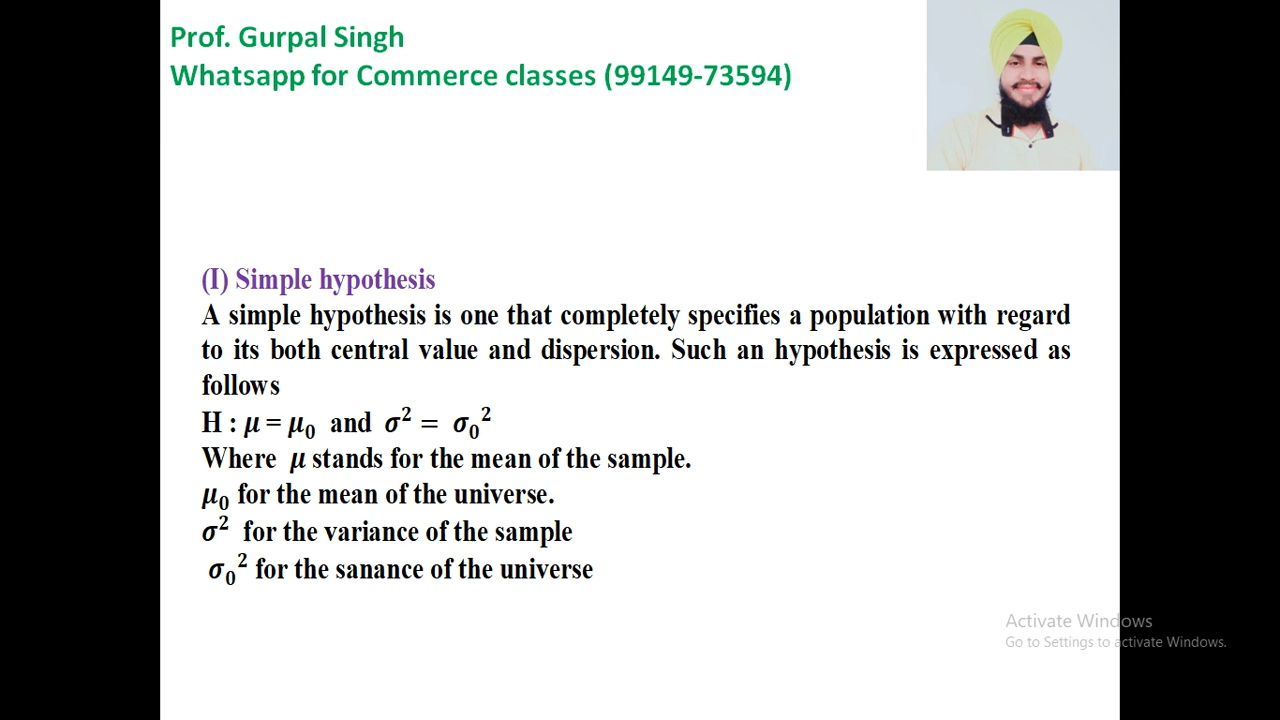 Prof. Gurpal Singh
Whatsapp for Commerce classes (99149-73594)
(I) Simple hypothesis
A simple hypothesis is one that completely specifies a population with regard
to its both central value and dispersion. Such an hypothesis is expressed as
follows
H : μ = μ₀ and σ² = σ₀²
Where μ stands for the mean of the sample.
μ₀ for the mean of the universe.
σ² for the variance of the sample
σ₀² for the sanance of the universe
Activate Windows
Go to Settings to activate Windows.